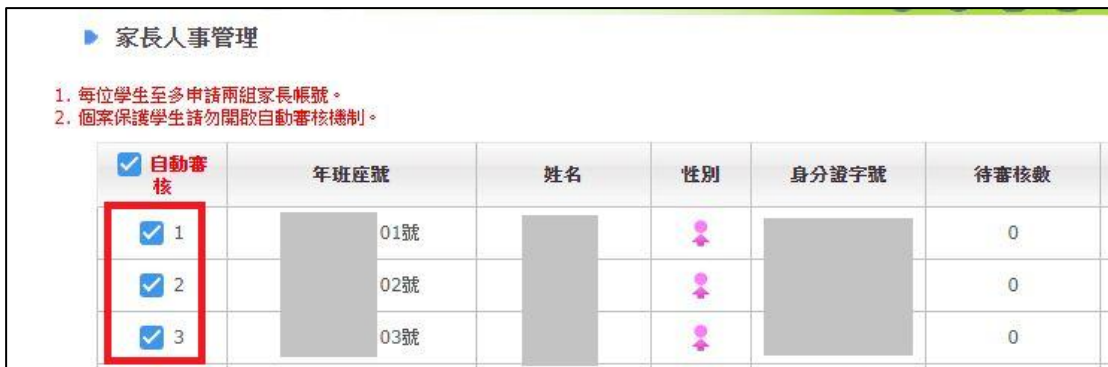 家長人事管理
1. 每位學生至多申請兩組家長帳號。
2. 個案保護學生請勿開啟自動審核機制。
自動審核 年班座號 姓名 性別 身分證字號 待審核數
1 01號 0
2 02號 0
3 03號 0